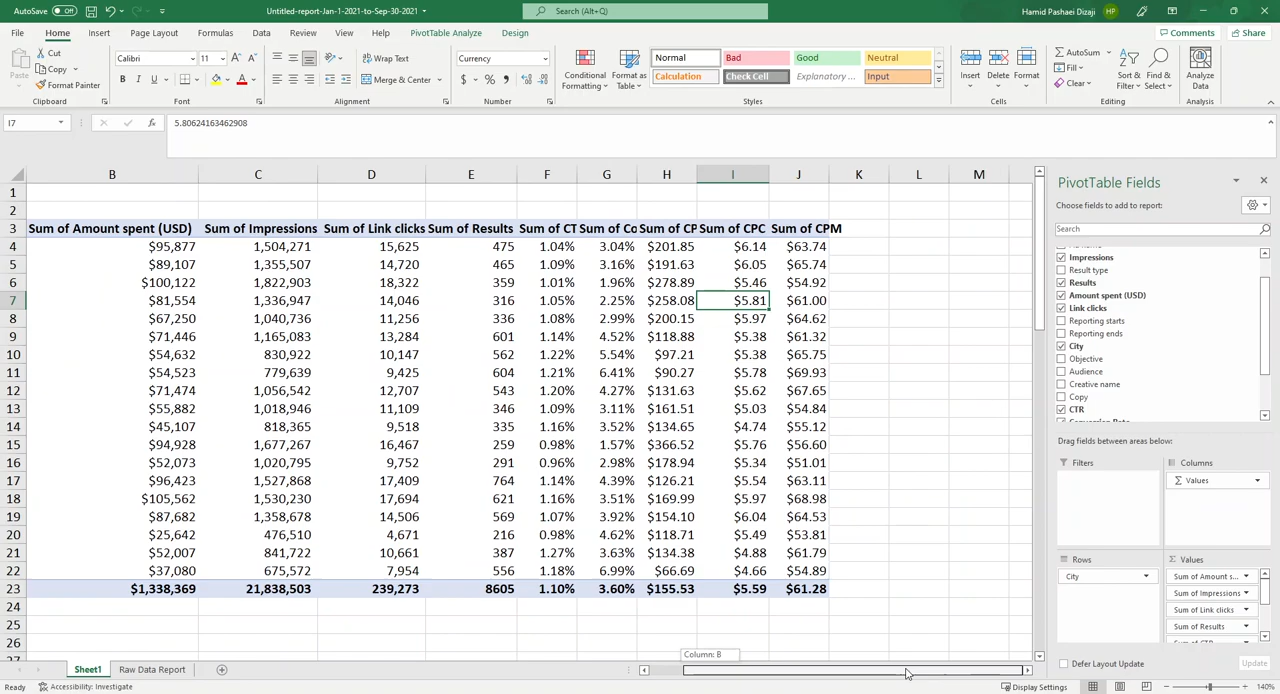 AutoSave Off Untitled-report-Jan-1-2021-to-Sep-30-2021 Search (Alt+Q) Hamid Pashaei Dizaji HP
File Home Insert Page Layout Formulas Data Review View Help PivotTable Analyze Design Comments Share
Paste Cut Copy Format Painter Clipboard
Calibri 11 B I U A Font
Wrap Text Merge & Center Alignment
Currency $ % Number
Conditional Formatting Format as Table
Normal Bad Good Neutral
Calculation Check Cell Explanatory ... Input
Styles
Insert Delete Format Cells
AutoSum Fill Clear Sort & Filter Find & Select Editing
Analyze Data Analysis
I7 fx 5.80624163462908
B C D E F G H I J K L M
1
2
3 Sum of Amount spent (USD) Sum of Impressions Sum of Link clicks Sum of Results Sum of CT Sum of Co Sum of CP Sum of CPC Sum of CPM
4 $95,877 1,504,271 15,625 475 1.04% 3.04% $201.85 $6.14 $63.74
5 $89,107 1,355,507 14,720 465 1.09% 3.16% $191.63 $6.05 $65.74
6 $100,122 1,822,903 18,322 359 1.01% 1.96% $278.89 $5.46 $54.92
7 $81,554 1,336,947 14,046 316 1.05% 2.25% $258.08 $5.81 $61.00
8 $67,250 1,040,736 11,256 336 1.08% 2.99% $200.15 $5.97 $64.62
9 $71,446 1,165,083 13,284 601 1.14% 4.52% $118.88 $5.38 $61.32
10 $54,632 830,922 10,147 562 1.22% 5.54% $97.21 $5.38 $65.75
11 $54,523 779,639 9,425 604 1.21% 6.41% $90.27 $5.78 $69.93
12 $71,474 1,056,542 12,707 543 1.20% 4.27% $131.63 $5.62 $67.65
13 $55,882 1,018,946 11,109 346 1.09% 3.11% $161.51 $5.03 $54.84
14 $45,107 818,365 9,518 335 1.16% 3.52% $134.65 $4.74 $55.12
15 $94,928 1,677,267 16,467 259 0.98% 1.57% $366.52 $5.76 $56.60
16 $52,073 1,020,795 9,752 291 0.96% 2.98% $178.94 $5.34 $51.01
17 $96,423 1,527,868 17,409 764 1.14% 4.39% $126.21 $5.54 $63.11
18 $105,562 1,530,230 17,694 621 1.16% 3.51% $169.99 $5.97 $68.98
19 $87,682 1,358,678 14,506 569 1.07% 3.92% $154.10 $6.04 $64.53
20 $25,642 476,510 4,671 216 0.98% 4.62% $118.71 $5.49 $53.81
21 $52,007 841,722 10,661 387 1.27% 3.63% $134.38 $4.88 $61.79
22 $37,080 675,572 7,954 556 1.18% 6.99% $66.69 $4.66 $54.89
23 $1,338,369 21,838,503 239,273 8605 1.10% 3.60% $155.53 $5.59 $61.28
24
25
26
Column: B
Sheet1 Raw Data Report
Ready Accessibility: Investigate Display Settings 140%
PivotTable Fields
Choose fields to add to report:
Search
Impressions
Result type
Results
Amount spent (USD)
Link clicks
Reporting starts
Reporting ends
City
Objective
Audience
Creative name
Copy
CTR
Drag fields between areas below:
Filters
Columns
Σ Values
Rows
City
Σ Values
Sum of Amount s...
Sum of Impressions
Sum of Link clicks
Sum of Results
Defer Layout Update Update